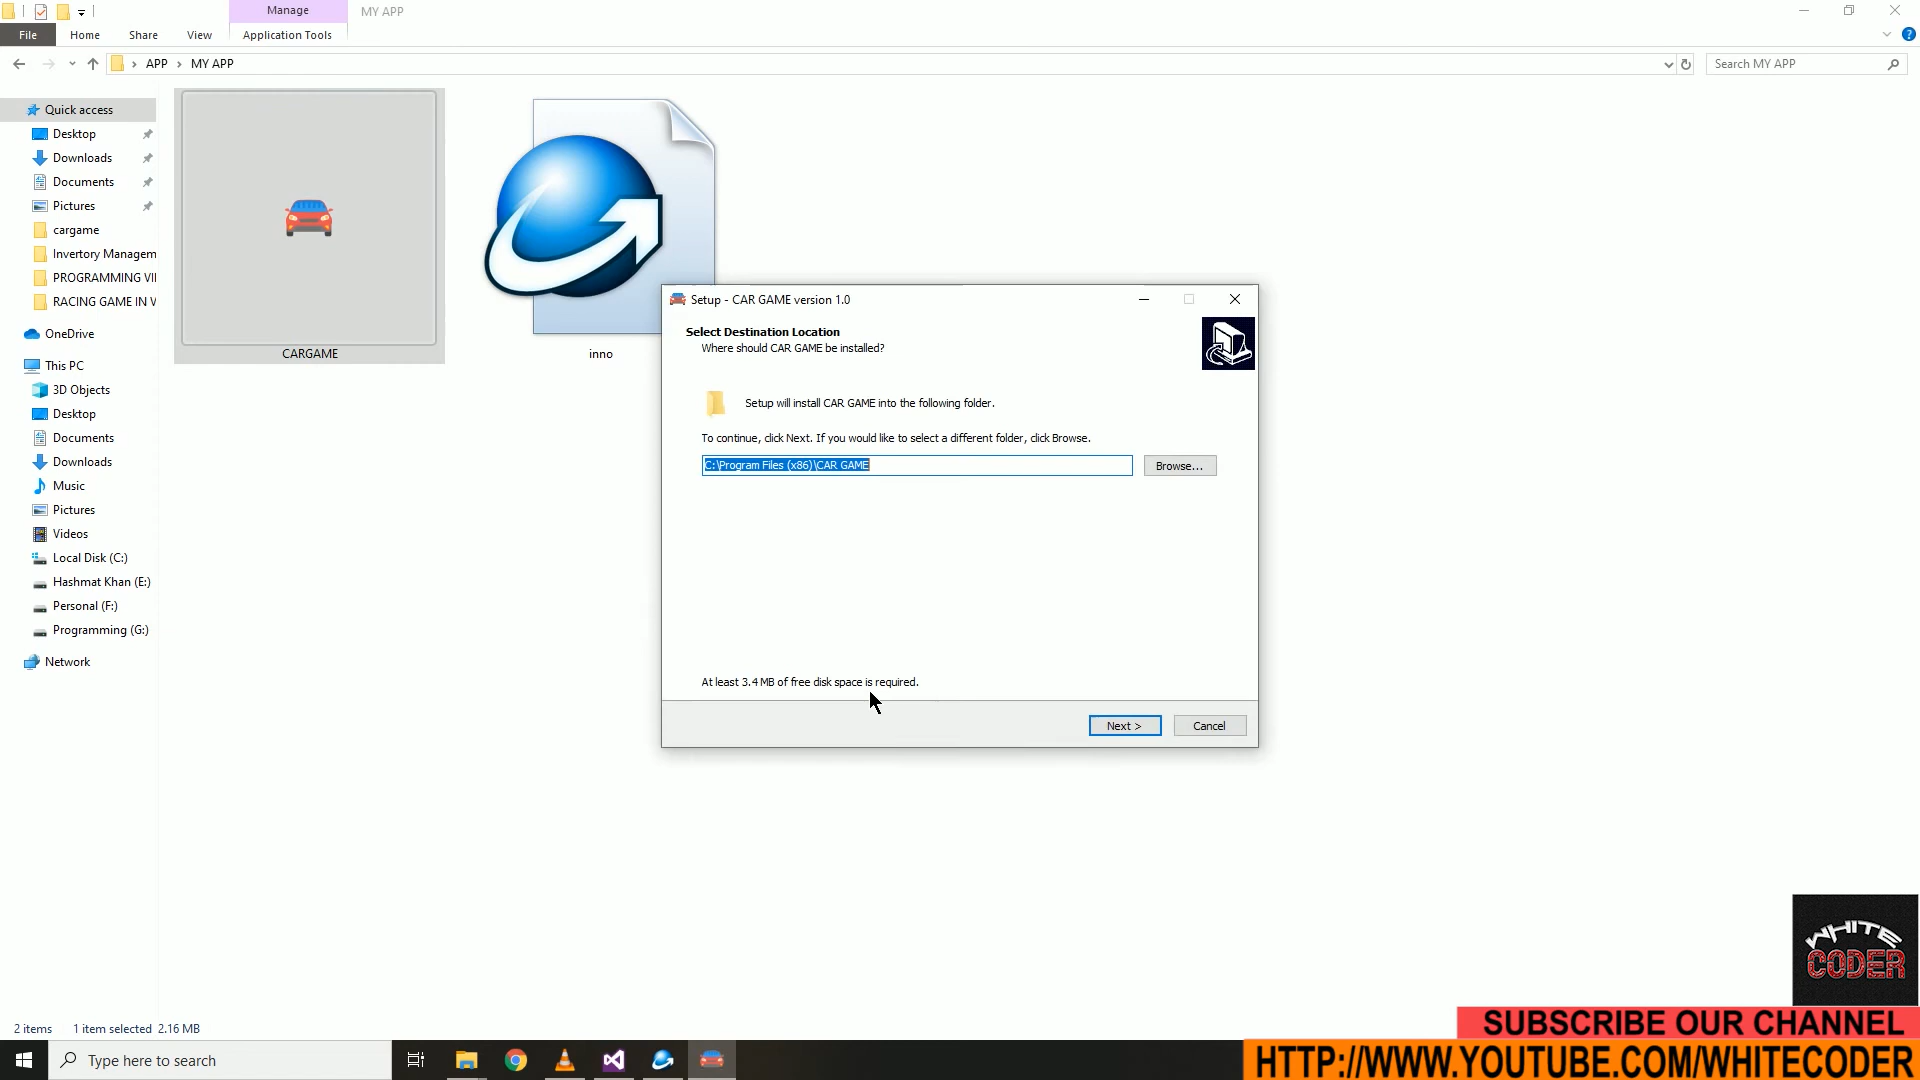 Manage
MY APP
File
Home
Share
View
Application Tools
APP
MY APP
Search MY APP
Quick access
Desktop
Downloads
Documents
Pictures
cargame
Invertory Managem
PROGRAMMING VI
RACING GAME IN V
OneDrive
This PC
3D Objects
Desktop
Documents
Downloads
Music
Pictures
Videos
Local Disk (C:)
Hashmat Khan (E:)
Personal (F:)
Programming (G:)
Network
CARGAME
inno
Setup - CAR GAME version 1.0
Select Destination Location
Where should CAR GAME be installed?
Setup will install CAR GAME into the following folder.
To continue, click Next. If you would like to select a different folder, click Browse.
C:\Program Files (x86)\CAR GAME
Browse...
At least 3.4 MB of free disk space is required.
Next >
Cancel
2 items
1 item selected 2.16 MB
WHITE
CODER
SUBSCRIBE OUR CHANNEL
HTTP://WWW.YOUTUBE.COM/WHITECODER
Type here to search